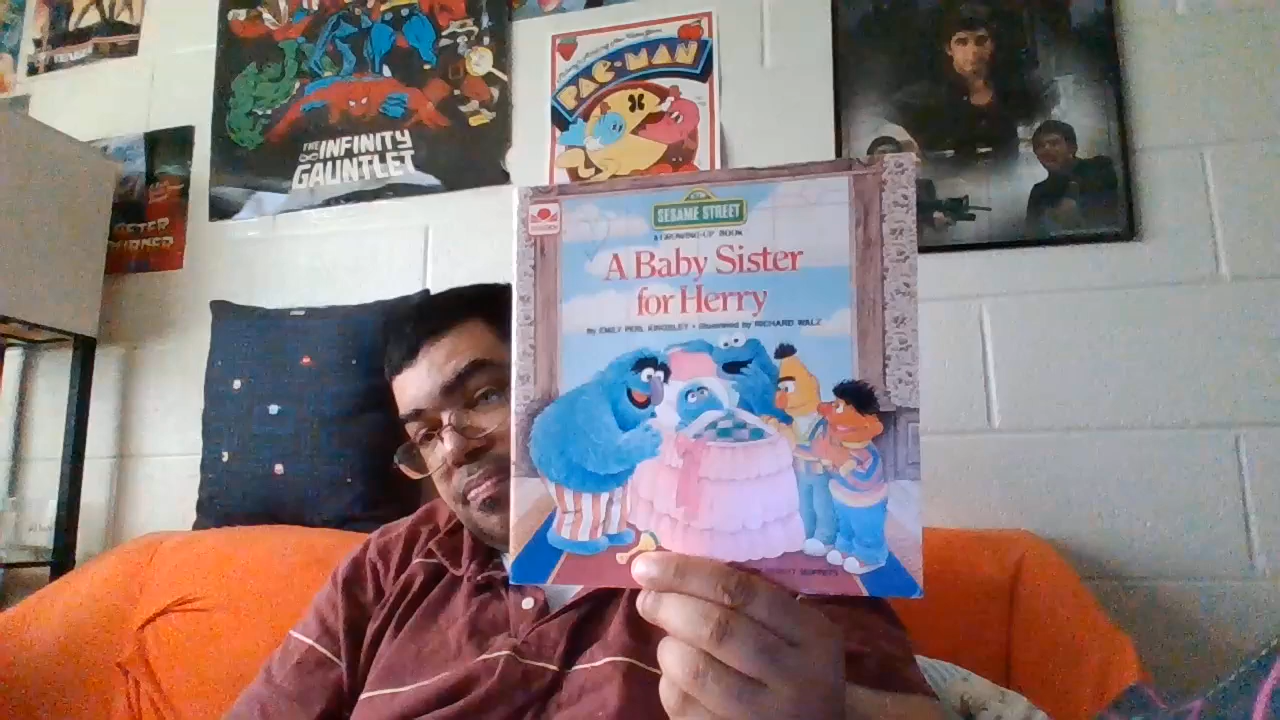 THE INFINITY
GAUNTLET
PAC-MAN
SESAME STREET
A GROWING-UP BOOK
A Baby Sister
for Herry
by EMILY PERL KINGSLEY • Illustrated by RICHARD WALZ